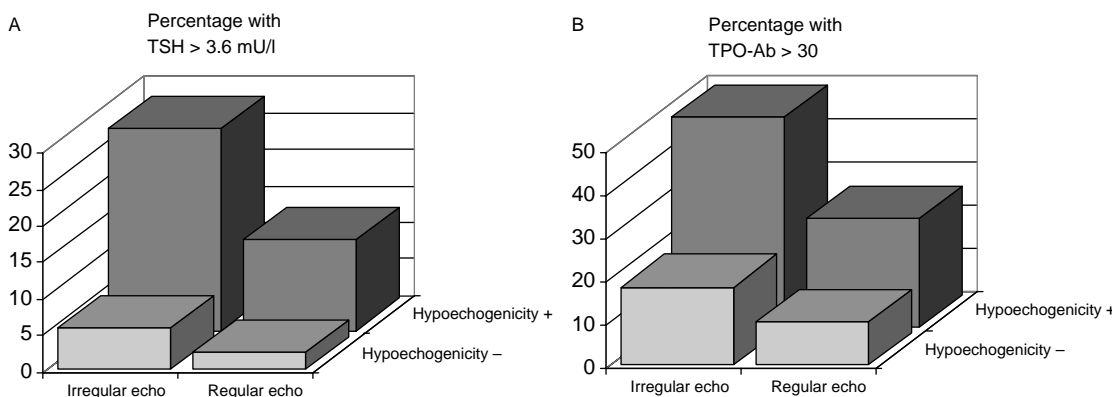 A
Percentage with
TSH > 3.6 mU/l
30
25
20
15
10
5
0
Irregular echo
Regular echo
Hypoechogenicity +
Hypoechogenicity –
B
Percentage with
TPO-Ab > 30
50
40
30
20
10
0
Irregular echo
Regular echo
Hypoechogenicity +
Hypoechogenicity –